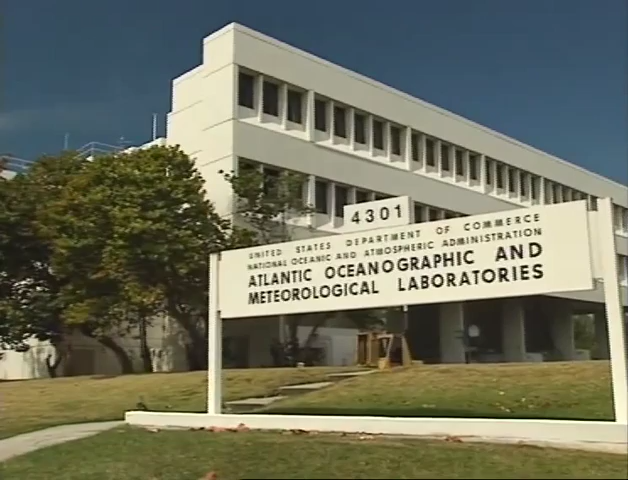 4301
UNITED STATES DEPARTMENT OF COMMERCE
NATIONAL OCEANIC AND ATMOSPHERIC ADMINISTRATION
ATLANTIC OCEANOGRAPHIC AND
METEOROLOGICAL LABORATORIES